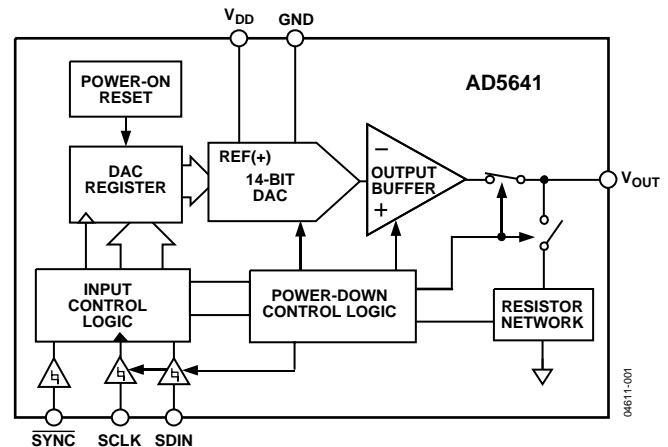 VDD GND
AD5641
POWER-ON
RESET
DAC
REGISTER
REF(+)
14-BIT
DAC
–
OUTPUT
BUFFER
+
VOUT
INPUT
CONTROL
LOGIC
POWER-DOWN
CONTROL LOGIC
RESISTOR
NETWORK
SYNC SCLK SDIN
04611-001